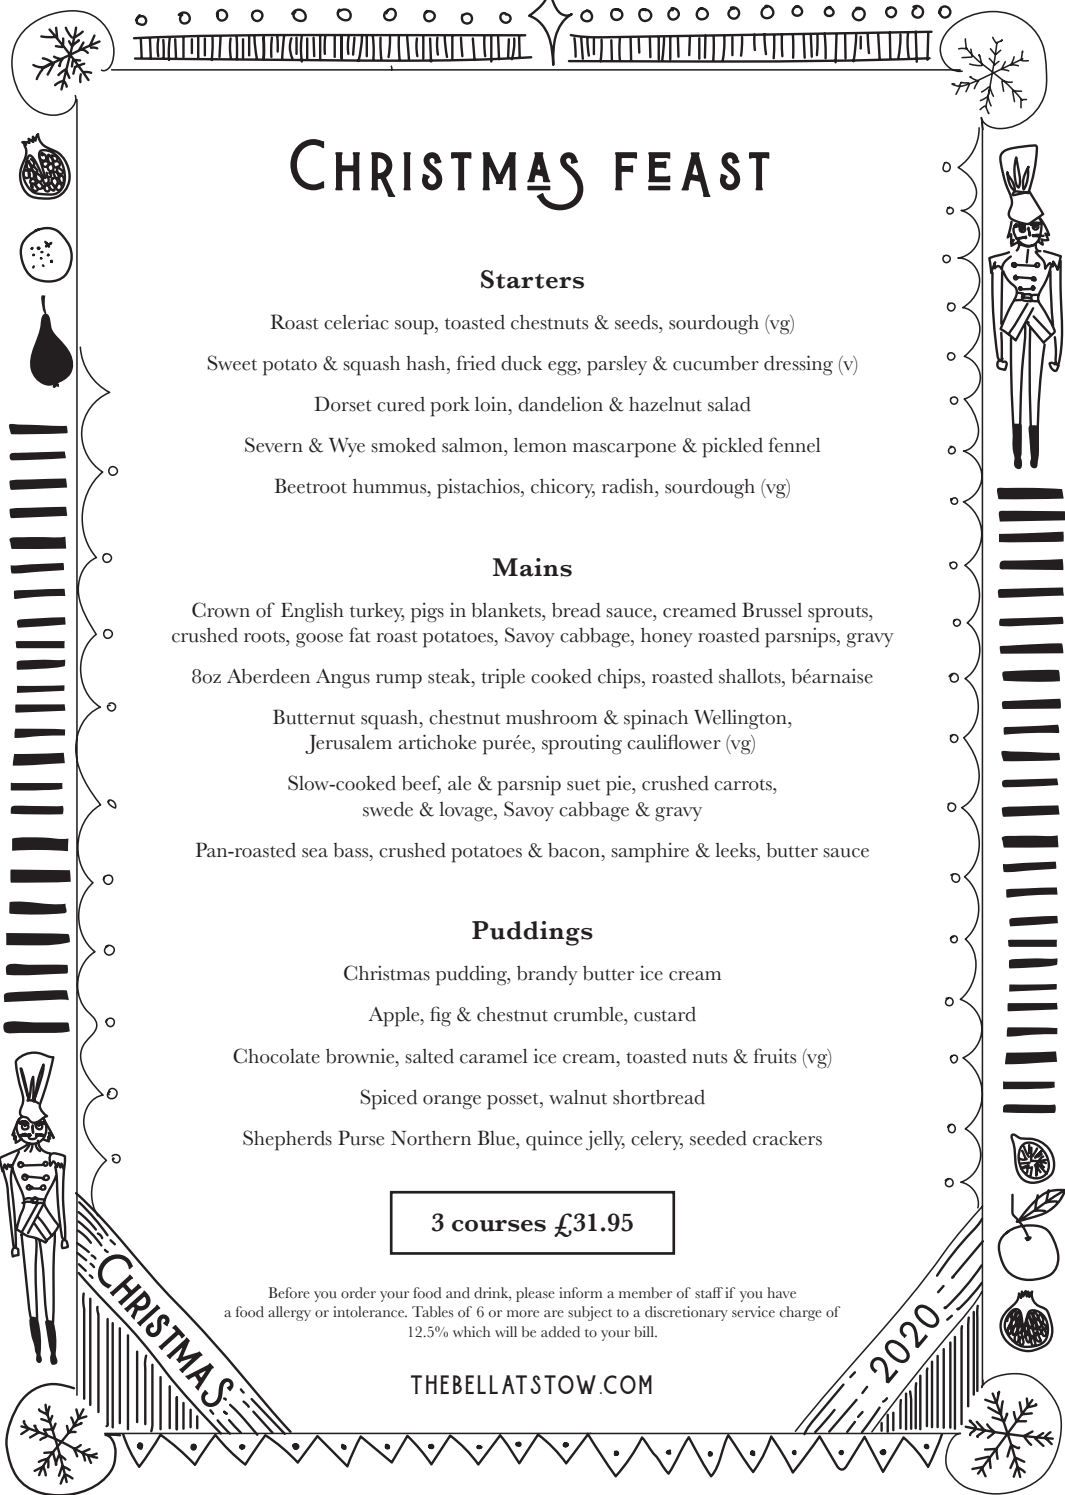 Christmas feast
Starters
Roast celeriac soup, toasted chestnuts & seeds, sourdough (vg)
Sweet potato & squash hash, fried duck egg, parsley & cucumber dressing (v)
Dorset cured pork loin, dandelion & hazelnut salad
Severn & Wye smoked salmon, lemon mascarpone & pickled fennel
Beetroot hummus, pistachios, chicory, radish, sourdough (vg)
Mains
Crown of English turkey, pigs in blankets, bread sauce, creamed Brussel sprouts,
crushed roots, goose fat roast potatoes, Savoy cabbage, honey roasted parsnips, gravy
8oz Aberdeen Angus rump steak, triple cooked chips, roasted shallots, béarnaise
Butternut squash, chestnut mushroom & spinach Wellington,
Jerusalem artichoke purée, sprouting cauliflower (vg)
Slow-cooked beef, ale & parsnip suet pie, crushed carrots,
swede & lovage, Savoy cabbage & gravy
Pan-roasted sea bass, crushed potatoes & bacon, samphire & leeks, butter sauce
Puddings
Christmas pudding, brandy butter ice cream
Apple, fig & chestnut crumble, custard
Chocolate brownie, salted caramel ice cream, toasted nuts & fruits (vg)
Spiced orange posset, walnut shortbread
Shepherds Purse Northern Blue, quince jelly, celery, seeded crackers
3 courses £31.95
Before you order your food and drink, please inform a member of staff if you have
a food allergy or intolerance. Tables of 6 or more are subject to a discretionary service charge of
12.5% which will be added to your bill.
THEBELLATSTOW.COM
Christmas
2020